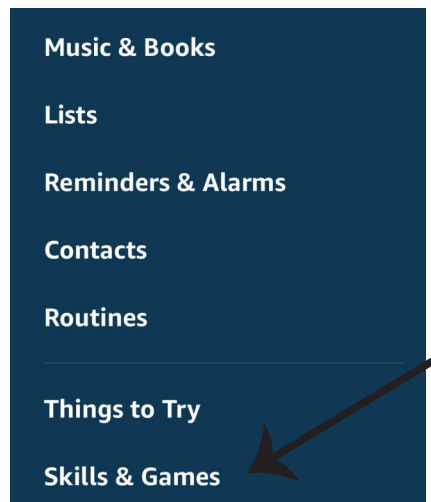 Music & Books
Lists
Reminders & Alarms
Contacts
Routines
Things to Try
Skills & Games